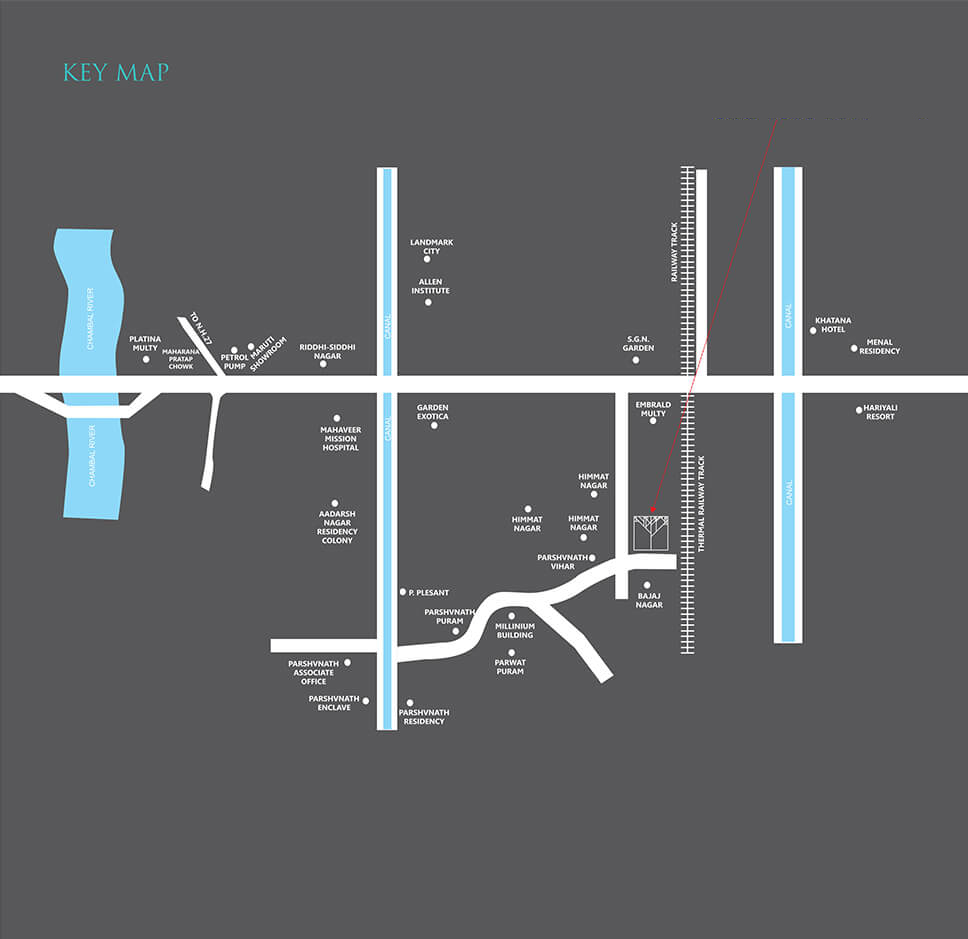 KEY MAP
LANDMARK
CITY
RAILWAY TRACK
ALLEN
INSTITUTE
CHAMBAL RIVER
TO N.H.27
CANAL
CANAL
KHATANA
HOTEL
PLATINA
MULTY
MAHARANA
PRATAP
CHOWK
PETROL
PUMP
MARUTI
SHOWROOM
RIDDHI-SIDDHI
NAGAR
S.G.N.
GARDEN
MENAL
RESIDENCY
GARDEN
EXOTICA
EMBRALD
MULTY
HARIYALI
RESORT
CHAMBAL RIVER
MAHAVEER
MISSION
HOSPITAL
CANAL
HIMMAT
NAGAR
CANAL
THERMAL RAILWAY TRACK
AADARSH
NAGAR
RESIDENCY
COLONY
HIMMAT
NAGAR
HIMMAT
NAGAR
PARSHVNATH
VIHAR
P. PLESANT
BAJAJ
NAGAR
PARSHVNATH
PURAM
MILLINIUM
BUILDING
PARSHVNATH
ASSOCIATE
OFFICE
PARWAT
PURAM
PARSHVNATH
ENCLAVE
PARSHVNATH
RESIDENCY